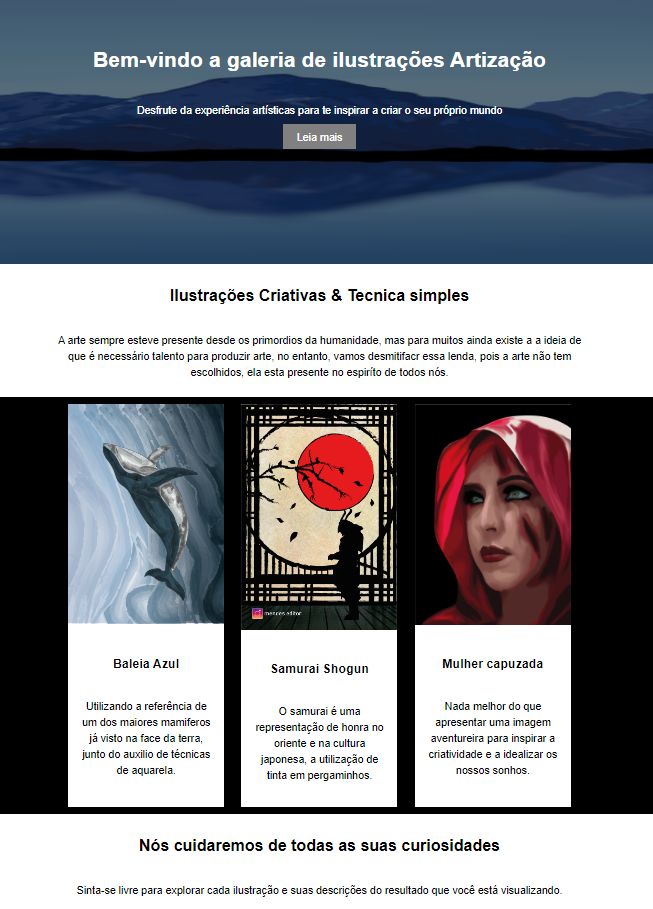 Bem-vindo a galeria de ilustrações Artização
Desfrute da experiência artísticas para te inspirar a criar o seu próprio mundo
Leia mais
Ilustrações Criativas & Tecnica simples
A arte sempre esteve presente desde os primordios da humanidade, mas para muitos ainda existe a a ideia de
que é necessário talento para produzir arte, no entanto, vamos desmitifacr essa lenda, pois a arte não tem
escolhidos, ela esta presente no espiríto de todos nós.
mendes editor
Baleia Azul
Utilizando a referência de
um dos maiores mamiferos
já visto na face da terra,
junto do auxilio de técnicas
de aquarela.
Samurai Shogun
O samurai é uma
representação de honra no
oriente e na cultura
japonesa, a utilização de
tinta em pergaminhos.
Mulher capuzada
Nada melhor do que
apresentar uma imagem
aventureira para inspirar a
criatividade e a idealizar os
nossos sonhos.
Nós cuidaremos de todas as suas curiosidades
Sinta-se livre para explorar cada ilustração e suas descrições do resultado que você está visualizando.